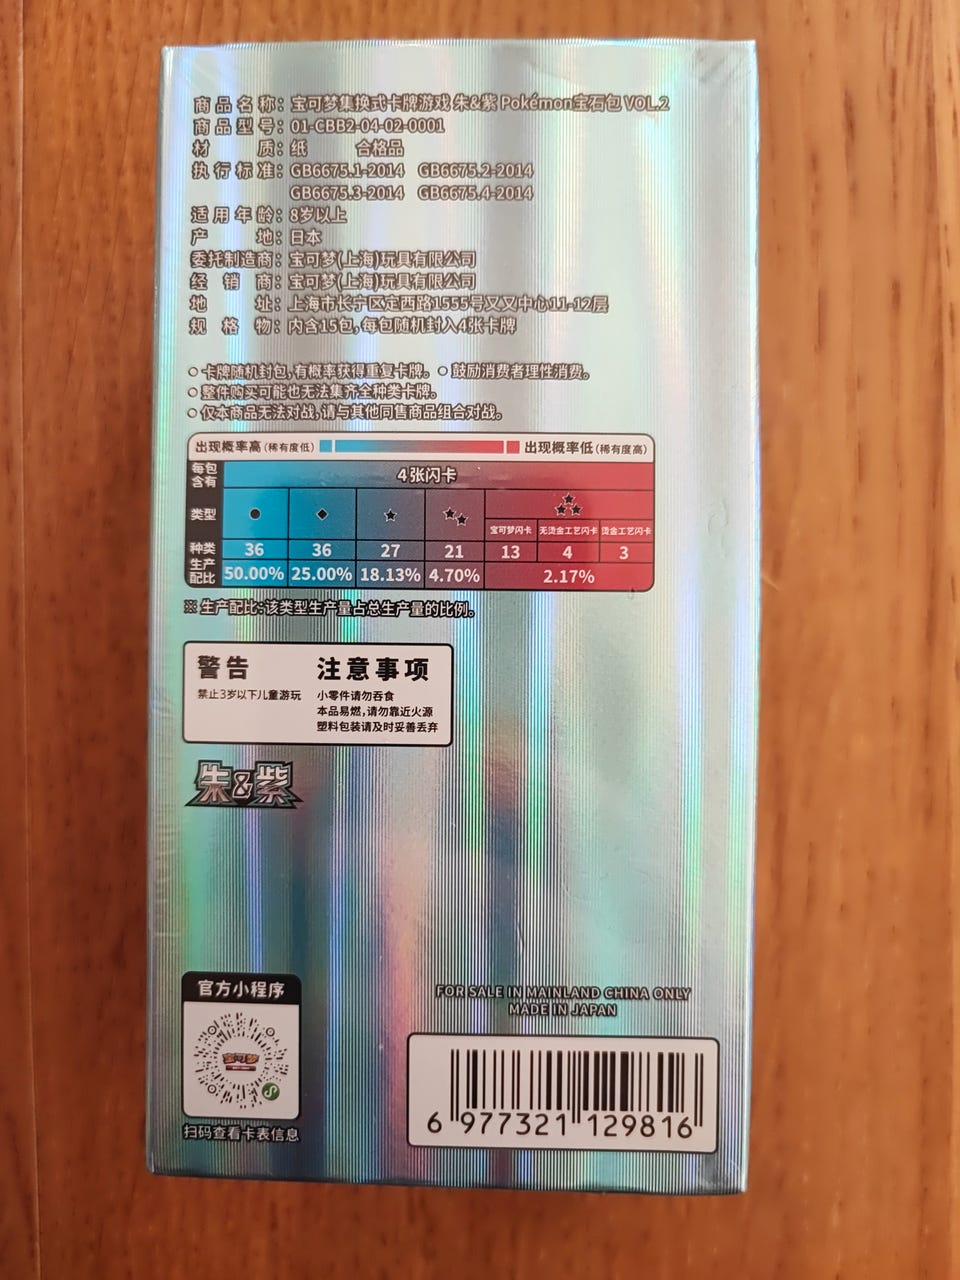 商品名称：宝可梦集换式卡牌游戏 朱&紫 Pokémon宝石包 VOL.2
商品型号：01-CBB2-04-02-0001
材 质：纸 合格品
执行标准：GB6675.1-2014 GB6675.2-2014
GB6675.3-2014 GB6675.4-2014
适用年龄：8岁以上
产 地：日本
委托制造商：宝可梦(上海)玩具有限公司
经 销 商：宝可梦(上海)玩具有限公司
地 址：上海市长宁区定西路1555号又又中心11-12层
规 格 物：内含15包,每包随机封入4张卡牌
○卡牌随机封包,有概率获得重复卡牌。○鼓励消费者理性消费。
○整件购买可能也无法集齐全种类卡牌。
○仅本商品无法对战,请与其他同售商品组合对战。
出现概率高(稀有度低) 出现概率低(稀有度高)
每包含有 4张闪卡
类型 ● ◆ ★ ★★ ★★★
宝可梦闪卡 无烫金工艺闪卡 烫金工艺闪卡
种类 36 36 27 21 13 4 3
生产配比 50.00% 25.00% 18.13% 4.70% 2.17%
※ 生产配比:该类型生产量占总生产量的比例。
警告 注意事项
禁止3岁以下儿童游玩 小零件请勿吞食
本品易燃,请勿靠近火源
塑料包装请及时妥善丢弃
朱&紫
官方小程序
宝可梦
扫码查看卡表信息
FOR SALE IN MAINLAND CHINA ONLY
MADE IN JAPAN
6 977321 129816